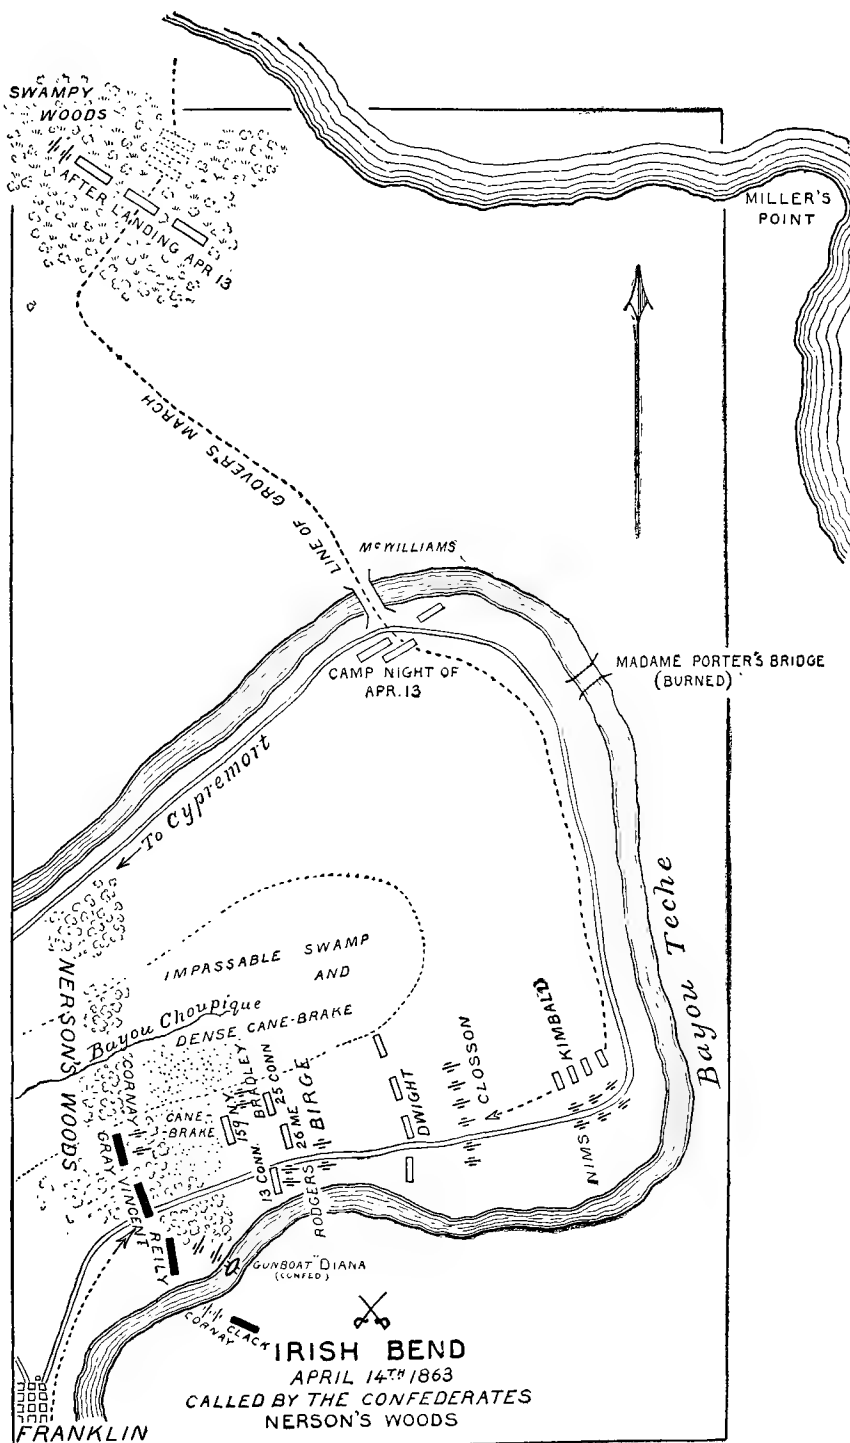 SWAMPY
WOODS
AFTER LANDING APR 13
MILLER'S
POINT
LINE OF GROVER'S MARCH
McWILLIAMS
MADAME PORTER'S BRIDGE
(BURNED)
CAMP NIGHT OF
APR. 13
To Cypremort
Bayou Teche
NERSON'S WOODS
IMPASSABLE SWAMP
AND
Bayou Choupique
DENSE CANE-BRAKE
CORNAY
CANE-
BRAKE
159 NY
BRADLEY
25 CONN
26 ME
BIRGE
13 CONN.
RODGERS
DWIGHT
CLOSSON
KIMBALD
NIMS
GRAY
VINCENT
REILY
GUNBOAT "DIANA
(CONFED)
CORNAY
CLACK
IRISH BEND
APRIL 14TH 1863
CALLED BY THE CONFEDERATES
NERSON'S WOODS
FRANKLIN